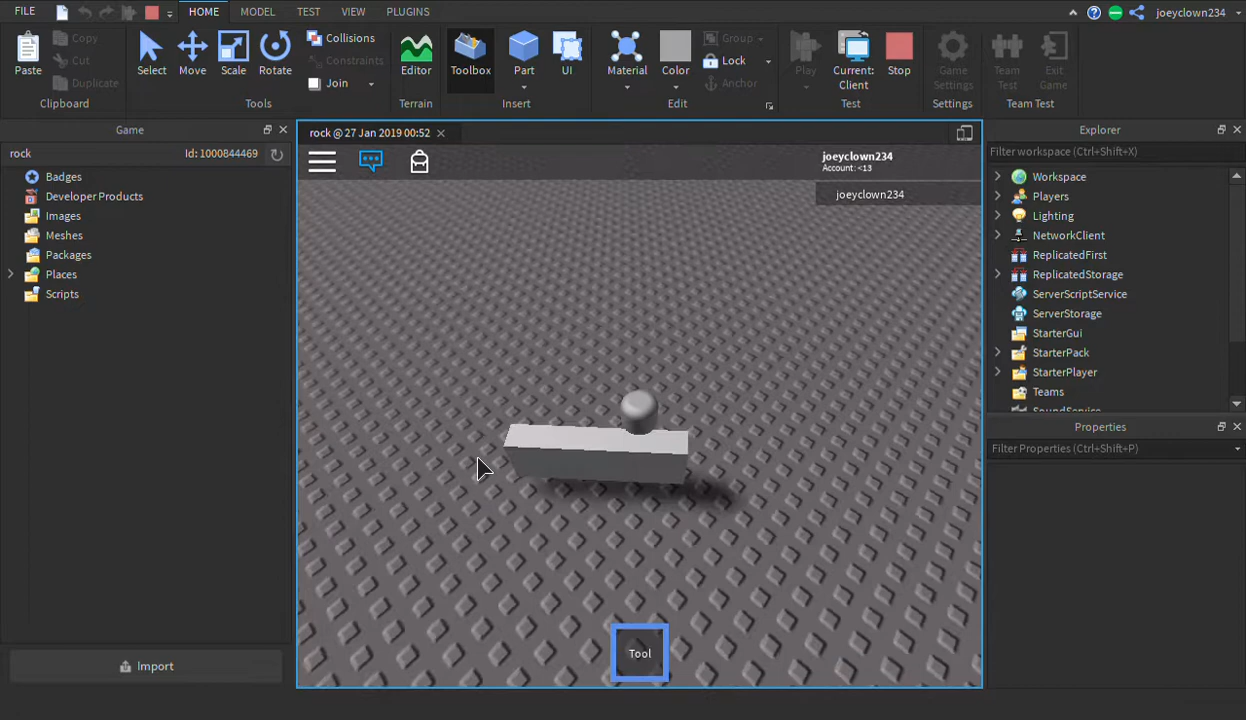 FILE HOME MODEL TEST VIEW PLUGINS joeyclown234
Paste Copy Cut Duplicate
Select Move Scale Rotate Collisions Constraints Join
Editor Toolbox Part UI
Material Color Group Lock Anchor
Play Current: Client Stop
Game Settings Team Test Exit Game
Clipboard Tools Terrain Insert Edit Test Settings Team Test
Game
rock Id: 1000844469
Badges
Developer Products
Images
Meshes
Packages
Places
Scripts
Import
rock @ 27 Jan 2019 00:52
joeyclown234
Account: <13
joeyclown234
Tool
Explorer
Filter workspace (Ctrl+Shift+X)
Workspace
Players
Lighting
NetworkClient
ReplicatedFirst
ReplicatedStorage
ServerScriptService
ServerStorage
StarterGui
StarterPack
StarterPlayer
Teams
SoundService
Properties
Filter Properties (Ctrl+Shift+P)